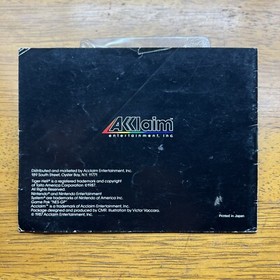 AKKlaim
entertainment, inc.
Distributed and marketed by Acclaim Entertainment, Inc.
189 South Street, Oyster Bay, N.Y. 11771
Tiger-Heli™ is a registered trademark and copyright
of Taito America Corporation ©1987.
All Rights Reserved.
Nintendo® and Nintendo Entertainment
System® are trademarks of Nintendo of America Inc.
Game Pak "NES-GP"
Acclaim™ is a trademark of Acclaim Entertainment, Inc.
Package designed and produced by CMR. Illustration by Victor Vaccaro.
© 1987 Acclaim Entertainment, Inc.
Printed in Japan